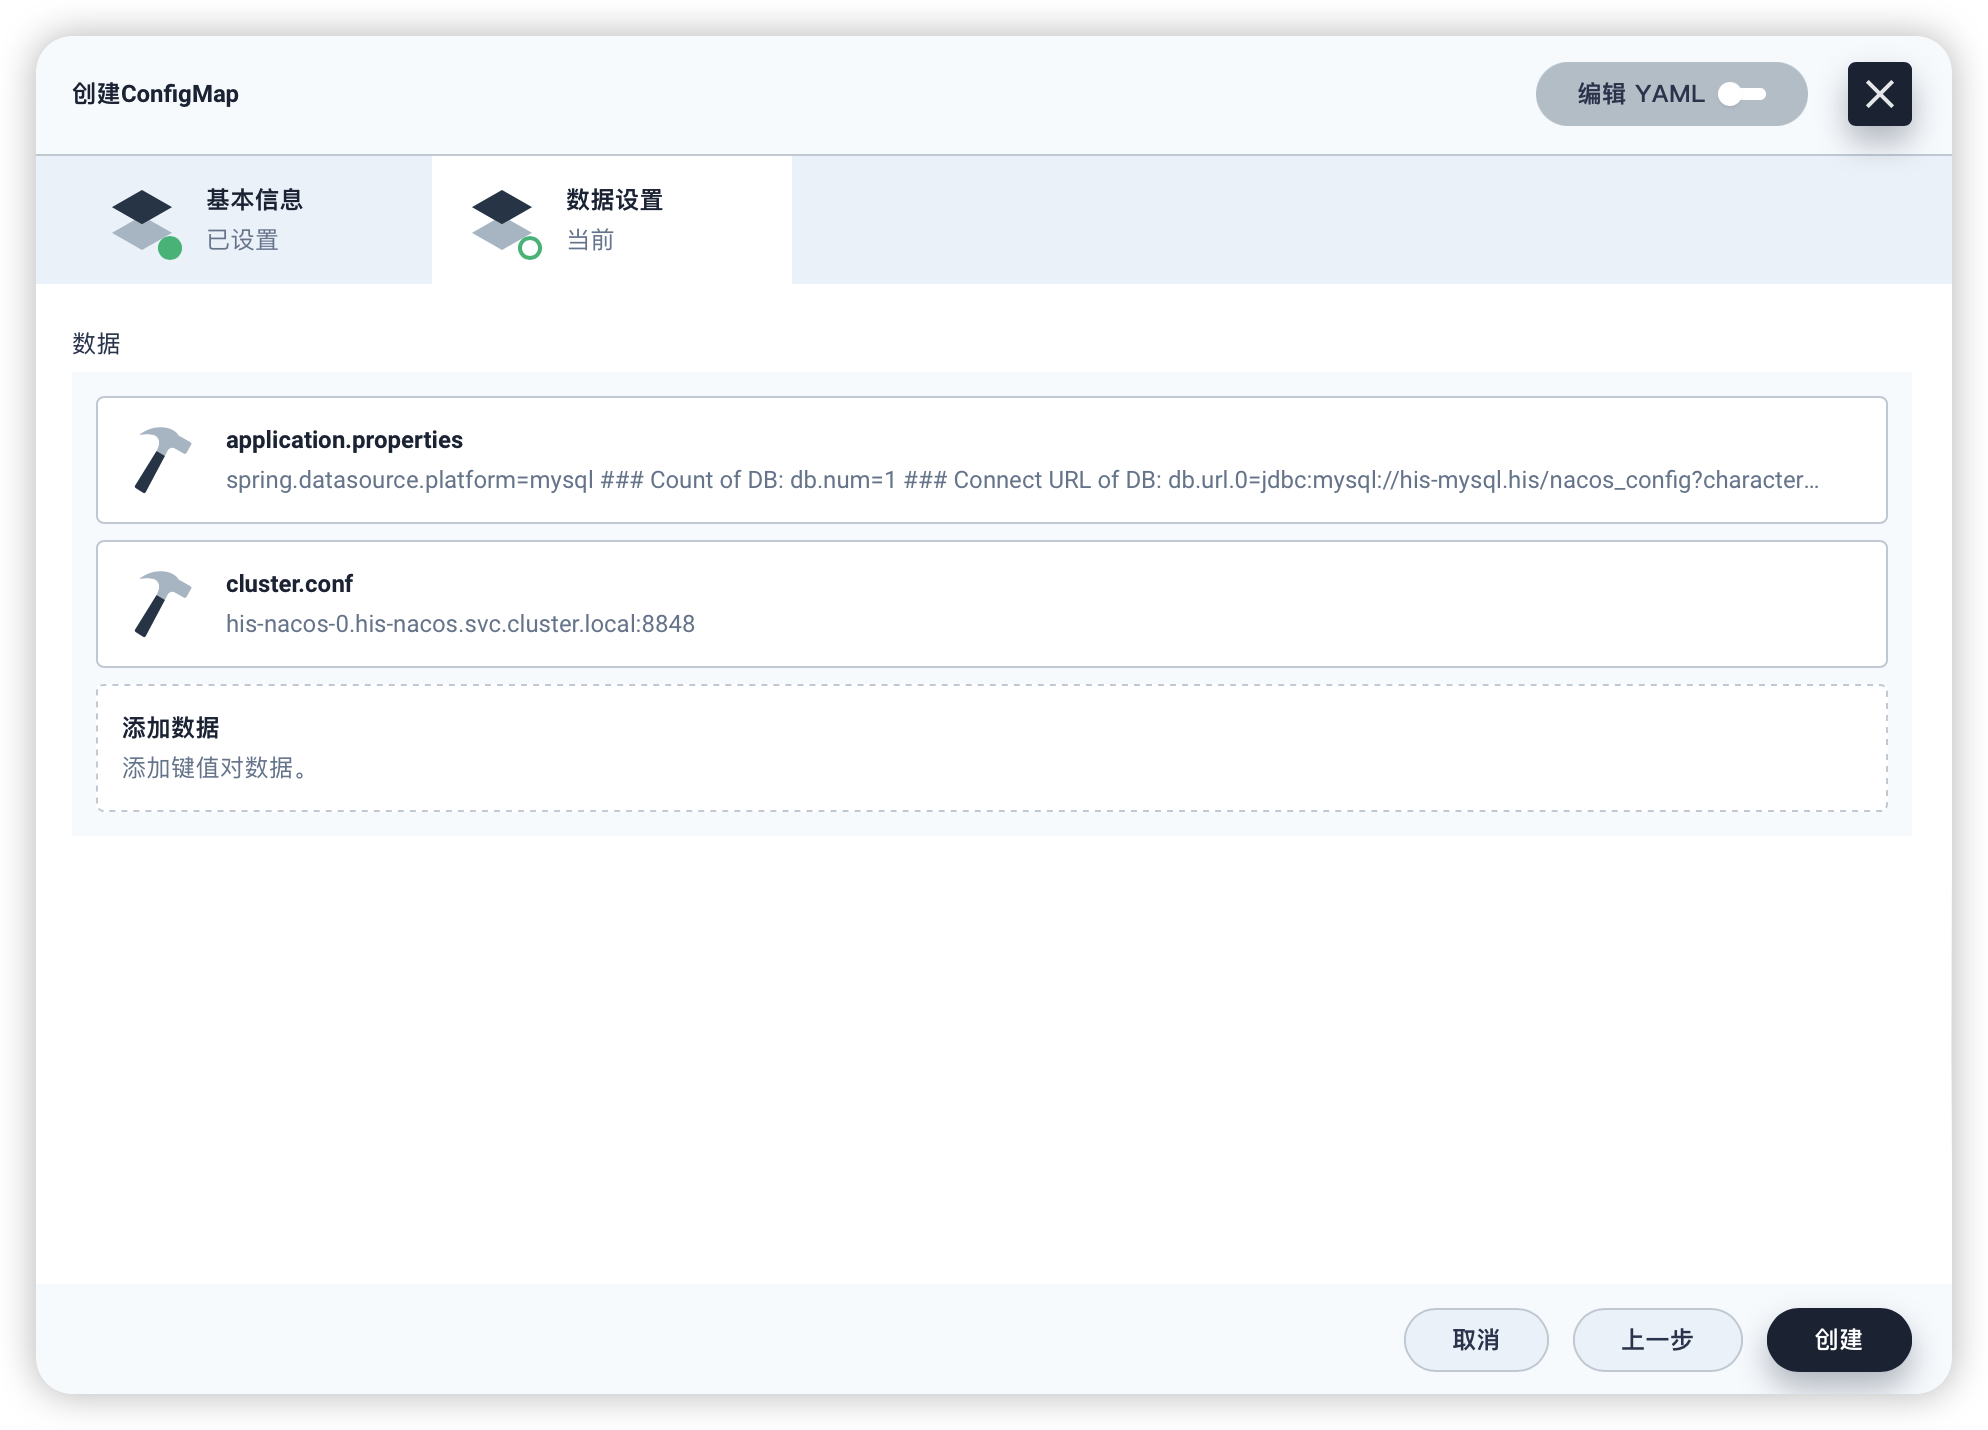 创建ConfigMap
编辑 YAML
基本信息
已设置
数据设置
当前
数据
application.properties
spring.datasource.platform=mysql ### Count of DB: db.num=1 ### Connect URL of DB: db.url.0=jdbc:mysql://his-mysql.his/nacos_config?character...
cluster.conf
his-nacos-0.his-nacos.svc.cluster.local:8848
添加数据
添加键值对数据。
取消
上一步
创建